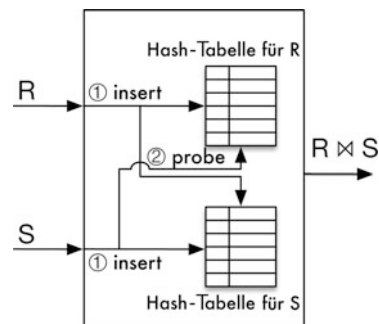 Hash-Tabelle für R
R
① insert
② probe
R ⋈ S
S
① insert
Hash-Tabelle für S